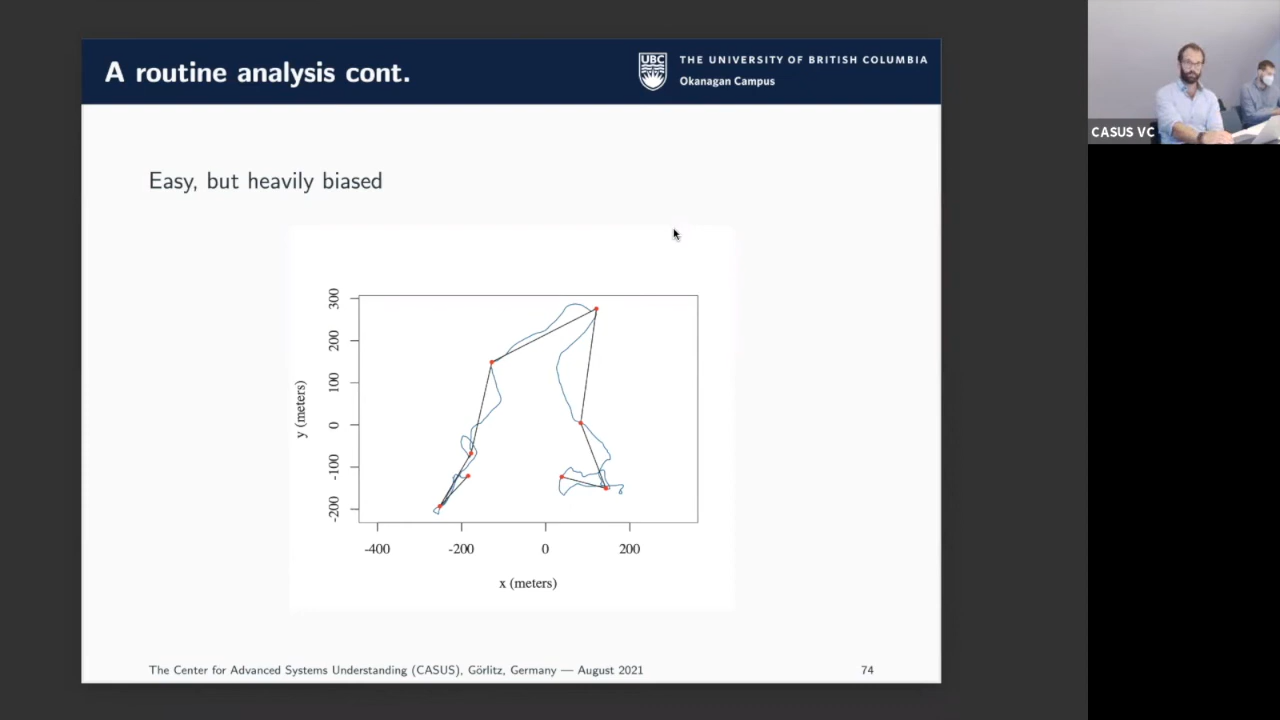 A routine analysis cont.
UBC
THE UNIVERSITY OF BRITISH COLUMBIA
Okanagan Campus
CASUS VC
Easy, but heavily biased
300
200
100
0
-100
-200
y (meters)
-400 -200 0 200
x (meters)
The Center for Advanced Systems Understanding (CASUS), Görlitz, Germany — August 2021 74